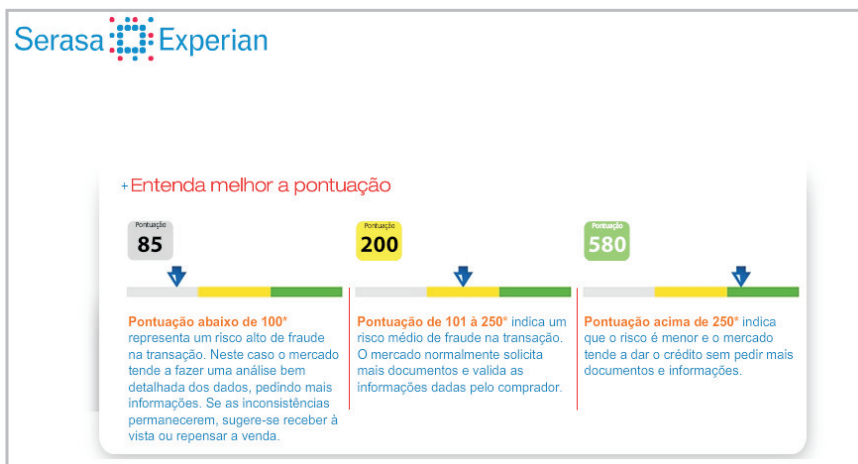 Serasa Experian
+Entenda melhor a pontuação
Pontuação
85
Pontuação abaixo de 100*
representa um risco alto de fraude
na transação. Neste caso o mercado
tende a fazer uma análise bem
detalhada dos dados, pedindo mais
informações. Se as inconsistências
permanecerem, sugere-se receber à
vista ou repensar a venda.
Pontuação
200
Pontuação de 101 à 250* indica um
risco médio de fraude na transação.
O mercado normalmente solicita
mais documentos e valida as
informações dadas pelo comprador.
Pontuação
580
Pontuação acima de 250* indica
que o risco é menor e o mercado
tende a dar o crédito sem pedir mais
documentos e informações.